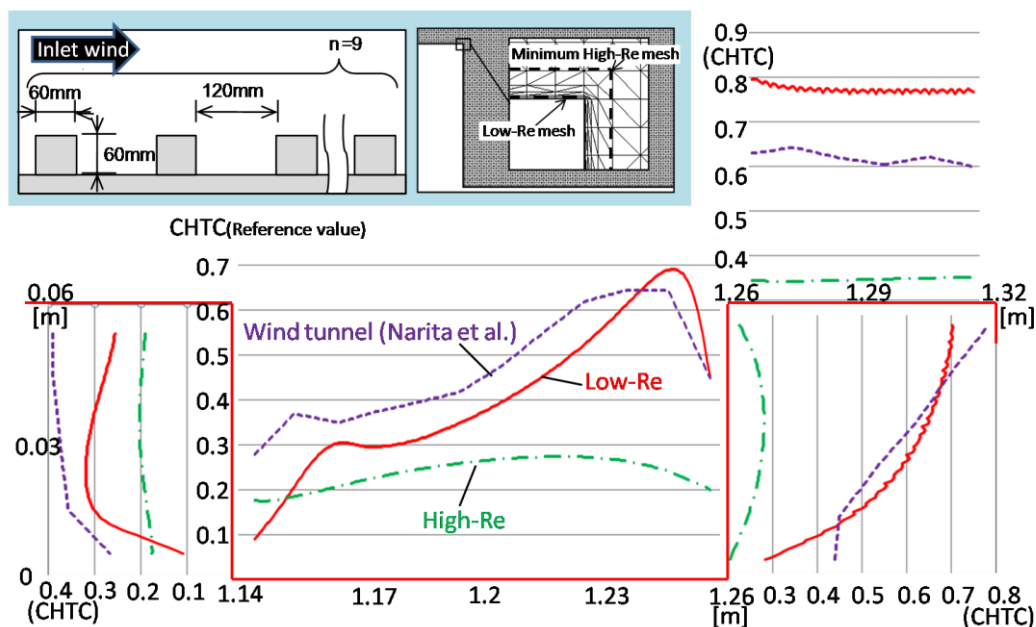 Inlet wind
n=9
60mm
120mm
60mm
Minimum High-Re mesh
Low-Re mesh
0.9
(CHTC)
0.8
0.7
0.6
0.5
0.4
1.26
1.29
1.32
[m]
CHTC(Reference value)
0.7
0.6
0.5
0.4
0.3
0.2
0.1
Wind tunnel (Narita et al.)
Low-Re
High-Re
0.06
[m]
0.03
0
0.4 0.3 0.2 0.1
(CHTC)
1.14 1.17 1.2 1.23 1.26
[m]
0.3 0.4 0.5 0.6 0.7 0.8
(CHTC)